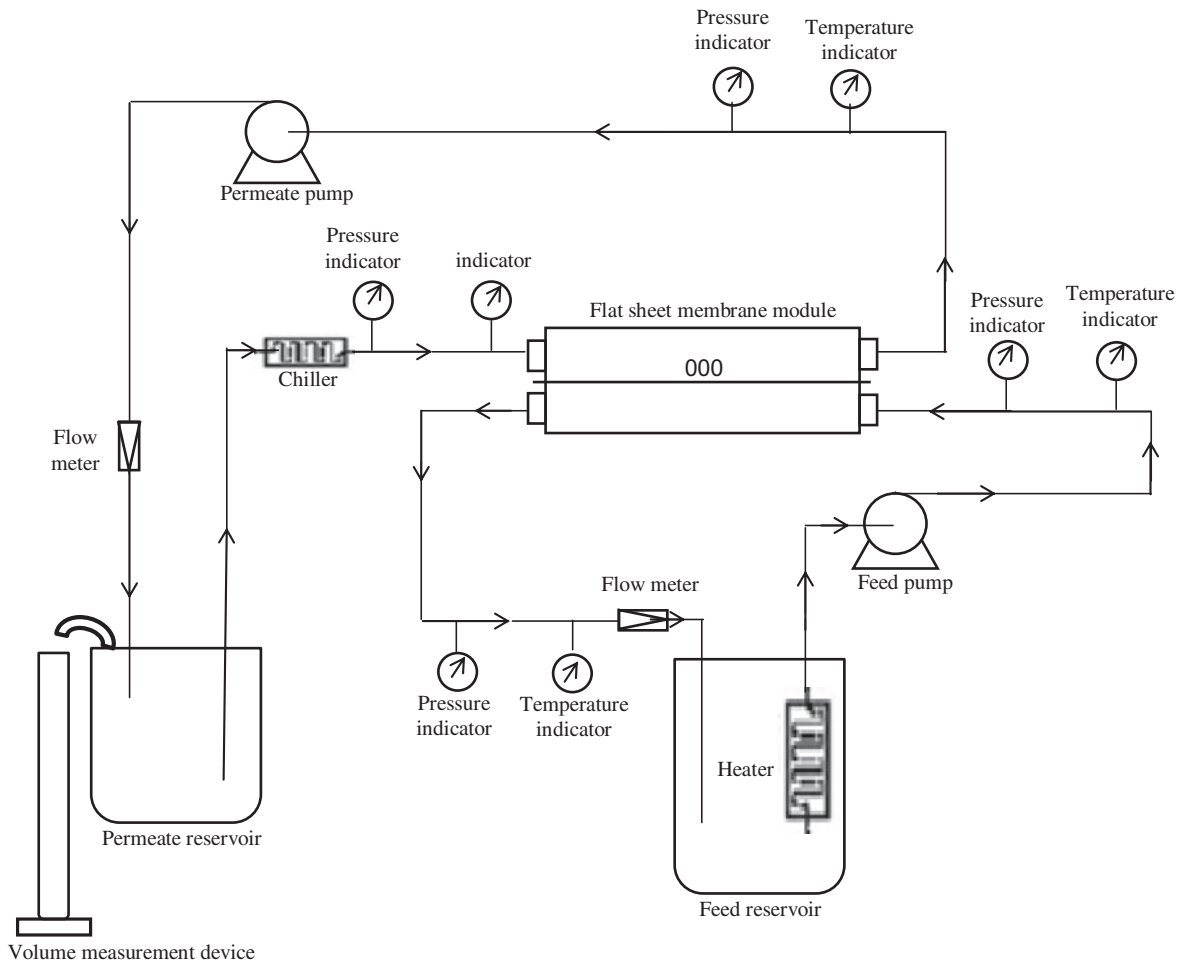 Pressure
indicator
Temperature
indicator
Permeate pump
Pressure
indicator
indicator
Flat sheet membrane module
Pressure
indicator
Temperature
indicator
000
Chiller
Flow
meter
Feed pump
Flow meter
Pressure
indicator
Temperature
indicator
Heater
Permeate reservoir
Feed reservoir
Volume measurement device